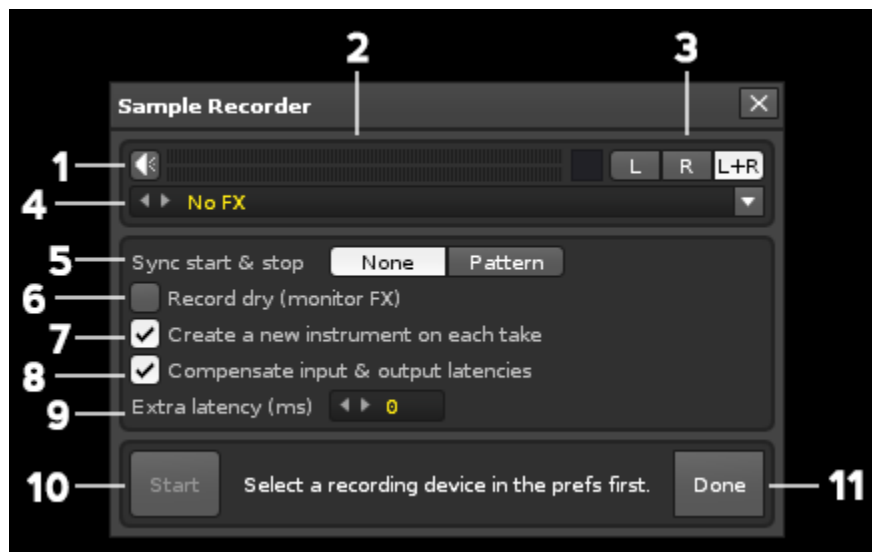 2 3
Sample Recorder
1 L R L+R
4 No FX
5 Sync start & stop None Pattern
6 Record dry (monitor FX)
7 Create a new instrument on each take
8 Compensate input & output latencies
9 Extra latency (ms) 0
10 Start Select a recording device in the prefs first. Done 11